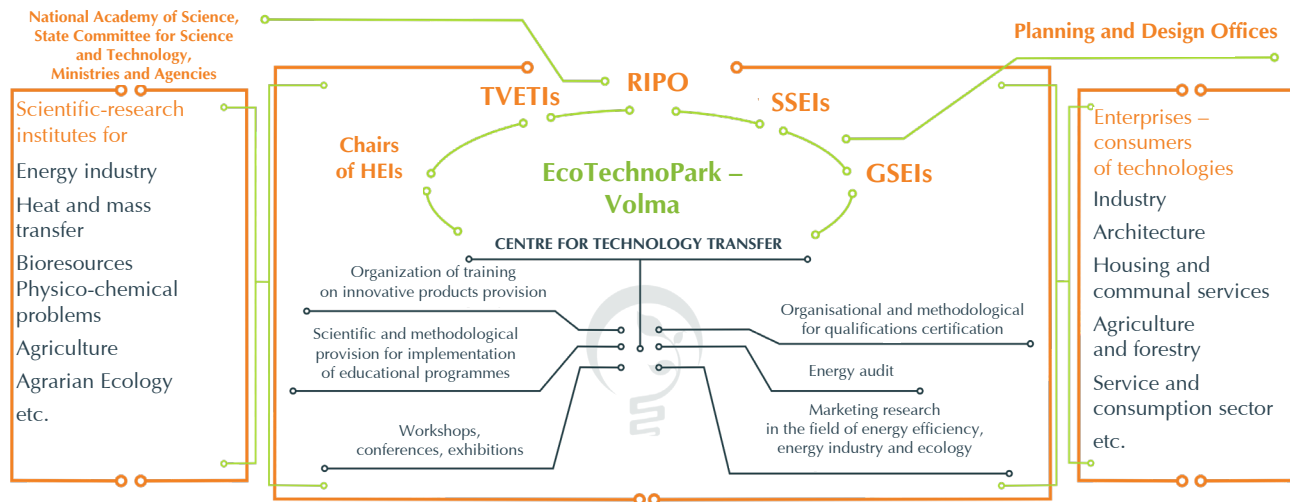 National Academy of Science,
State Committee for Science
and Technology,
Ministries and Agencies
Scientific-research
institutes for
Energy industry
Heat and mass
transfer
Bioresources
Physico-chemical
problems
Agriculture
Agrarian Ecology
etc.
Chairs
of HEIs
TVETIs
RIPO
SSEIs
GSEIs
EcoTechnoPark –
Volma
CENTRE FOR TECHNOLOGY TRANSFER
Organization of training
on innovative products provision
Scientific and methodological
provision for implementation
of educational programmes
Workshops,
conferences, exhibitions
Organisational and methodological
for qualifications certification
Energy audit
Marketing research
in the field of energy efficiency,
energy industry and ecology
Planning and Design Offices
Enterprises –
consumers
of technologies
Industry
Architecture
Housing and
communal services
Agriculture
and forestry
Service and
consumption sector
etc.